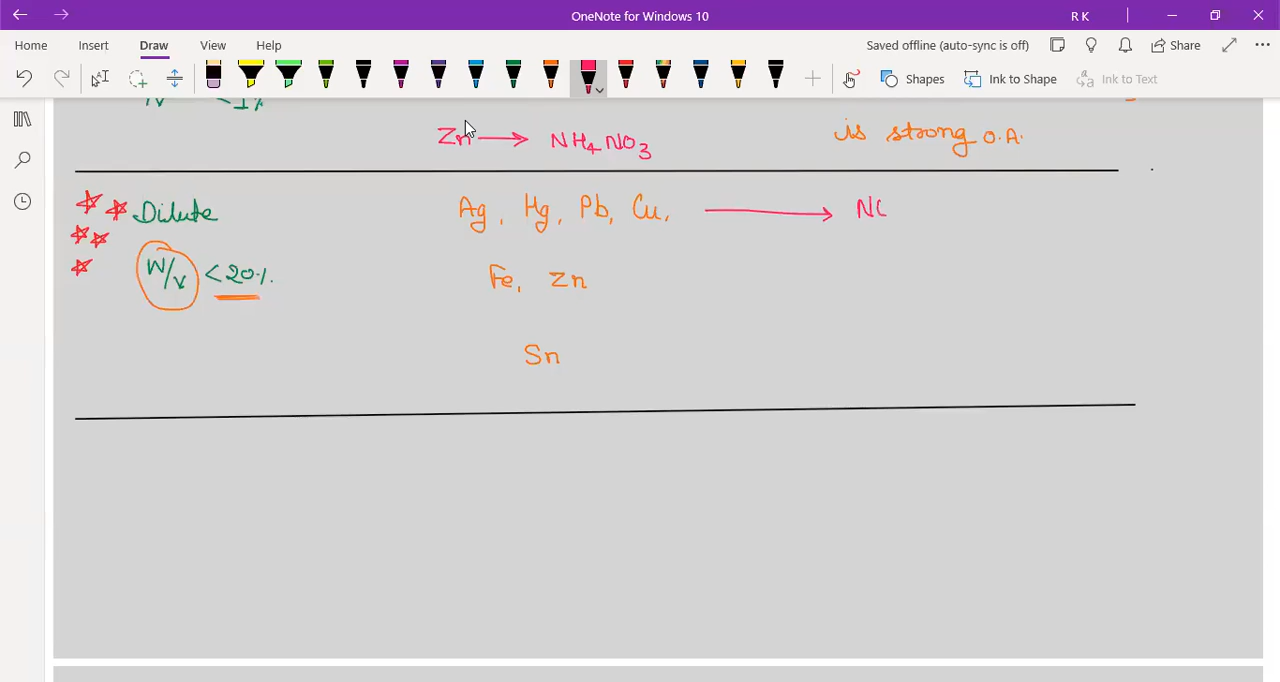 OneNote for Windows 10
R K
Home Insert Draw View Help
Saved offline (auto-sync is off)
Share
Shapes
Ink to Shape
Ink to Text
<1%
Zn → NH4NO3
is strong O.A.
Dilute
Ag, Hg, Pb, Cu, → NO
W/V < 20%.
Fe, Zn
Sn